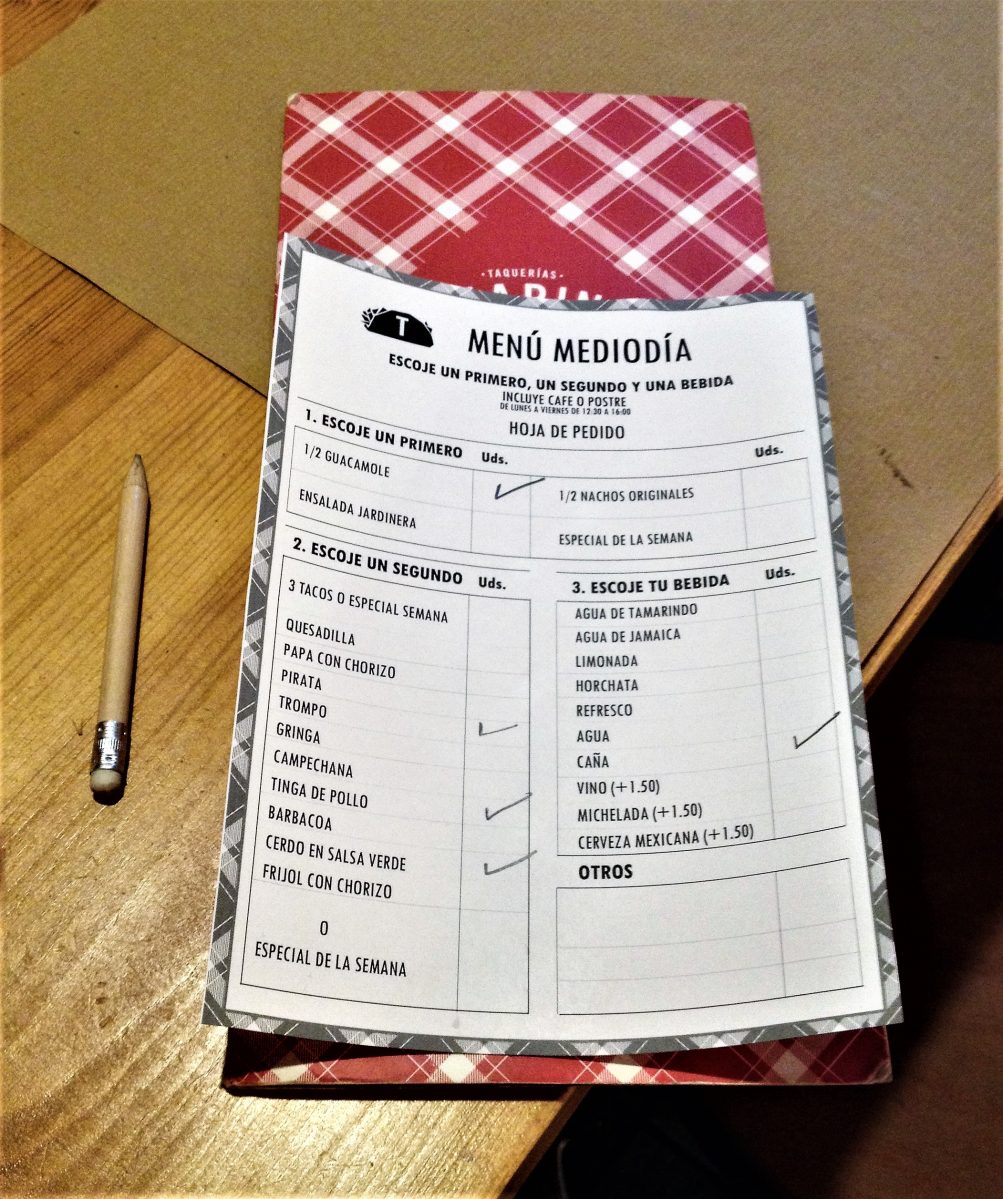 ·TAQUERÍAS·
T
MENÚ MEDIODÍA
ESCOJE UN PRIMERO, UN SEGUNDO Y UNA BEBIDA
INCLUYE CAFE O POSTRE
DE LUNES A VIERNES DE 12:30 A 16:00
HOJA DE PEDIDO
1. ESCOJE UN PRIMERO Uds.
Uds.
1/2 GUACAMOLE
1/2 NACHOS ORIGINALES
ENSALADA JARDINERA
ESPECIAL DE LA SEMANA
2. ESCOJE UN SEGUNDO Uds.
3 TACOS O ESPECIAL SEMANA
QUESADILLA
PAPA CON CHORIZO
PIRATA
TROMPO
GRINGA
CAMPECHANA
TINGA DE POLLO
BARBACOA
CERDO EN SALSA VERDE
FRIJOL CON CHORIZO
O
ESPECIAL DE LA SEMANA
3. ESCOJE TU BEBIDA Uds.
AGUA DE TAMARINDO
AGUA DE JAMAICA
LIMONADA
HORCHATA
REFRESCO
AGUA
CAÑA
VINO (+1.50)
MICHELADA (+1.50)
CERVEZA MEXICANA (+1.50)
OTROS